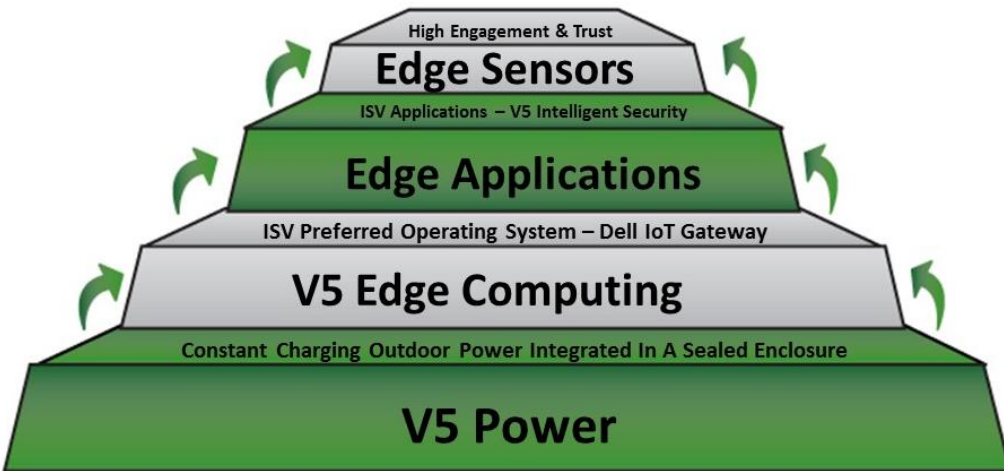 High Engagement & Trust
Edge Sensors
ISV Applications – V5 Intelligent Security
Edge Applications
ISV Preferred Operating System – Dell IoT Gateway
V5 Edge Computing
Constant Charging Outdoor Power Integrated In A Sealed Enclosure
V5 Power